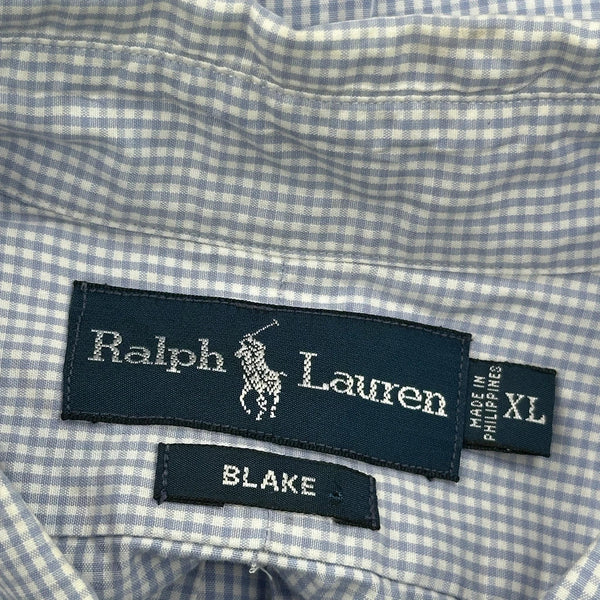 Ralph Lauren
MADE IN
PHILIPPINES
XL
BLAKE